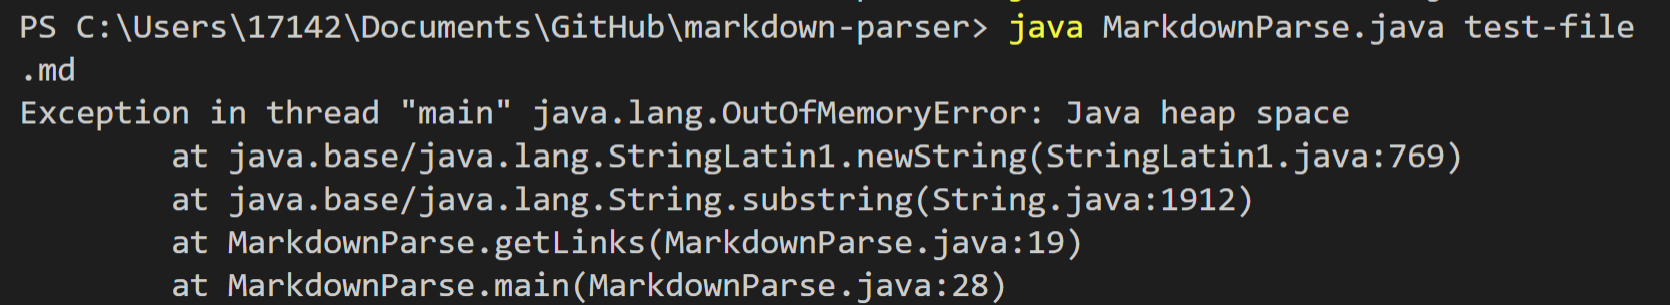 PS C:\Users\17142\Documents\GitHub\markdown-parser> java MarkdownParse.java test-file
.md
Exception in thread "main" java.lang.OutOfMemoryError: Java heap space
        at java.base/java.lang.StringLatin1.newString(StringLatin1.java:769)
        at java.base/java.lang.String.substring(String.java:1912)
        at MarkdownParse.getLinks(MarkdownParse.java:19)
        at MarkdownParse.main(MarkdownParse.java:28)